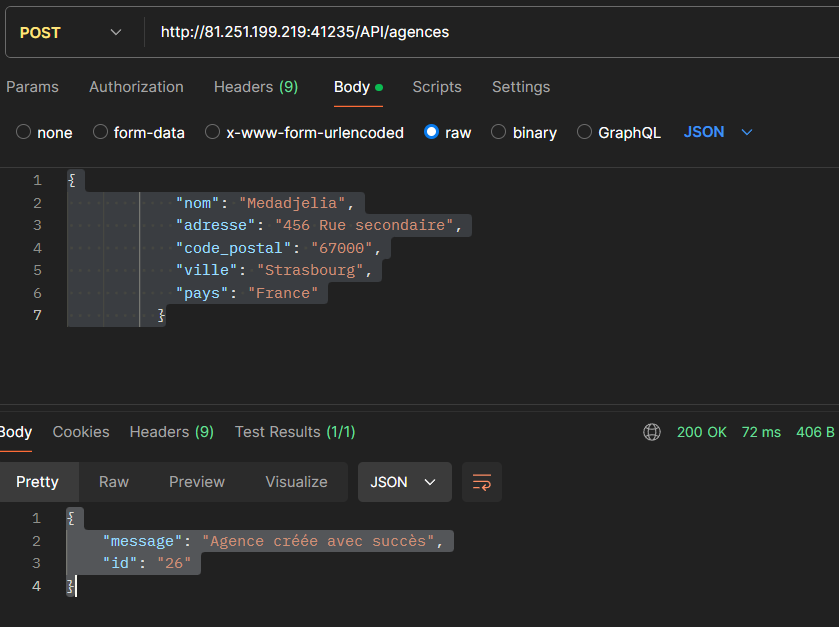 POST http://81.251.199.219:41235/API/agences
Params Authorization Headers (9) Body Scripts Settings
none form-data x-www-form-urlencoded raw binary GraphQL JSON
1 {
2 "nom": "Medadjelia",
3 "adresse": "456 Rue secondaire",
4 "code_postal": "67000",
5 "ville": "Strasbourg",
6 "pays": "France"
7 }
Body Cookies Headers (9) Test Results (1/1) 200 OK 72 ms 406 B
Pretty Raw Preview Visualize JSON
1 {
2 "message": "Agence créée avec succès",
3 "id": "26"
4 }